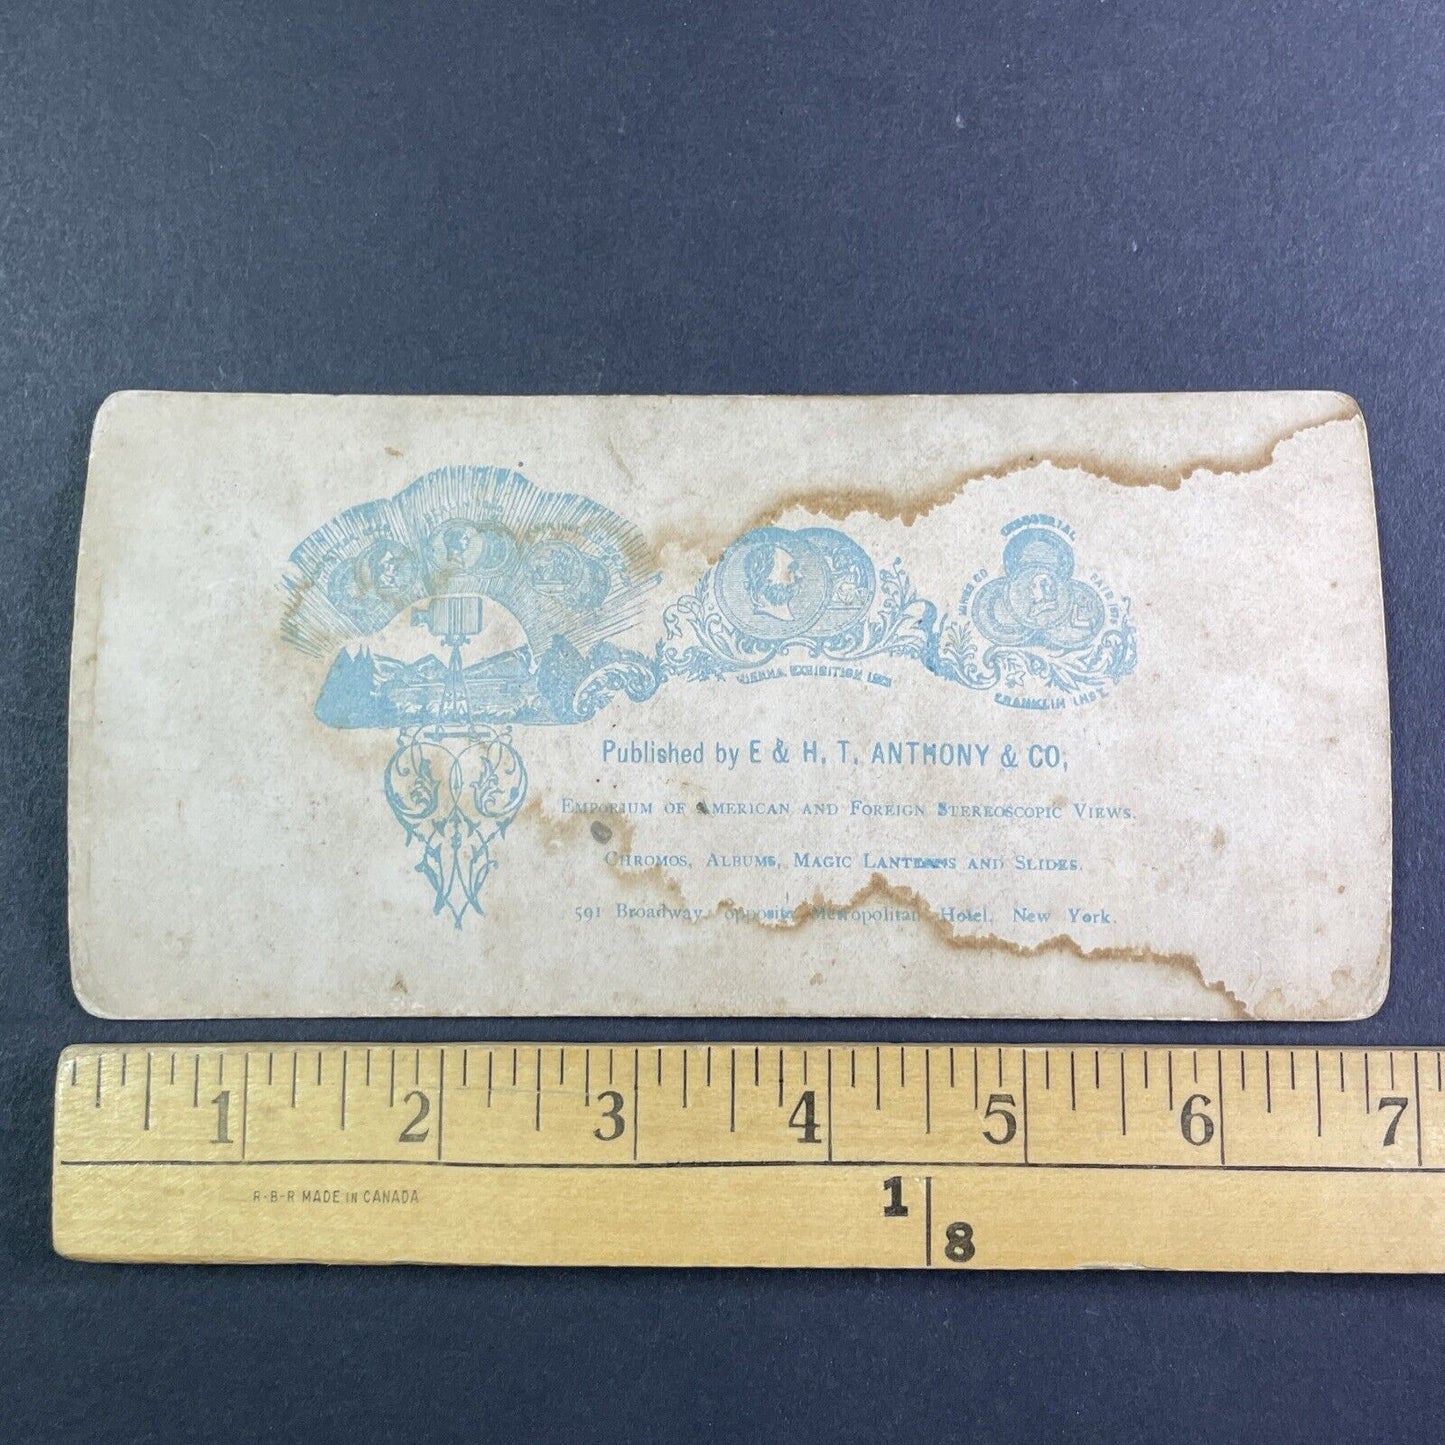 VIENNA EXHIBITION 1873
INDUSTRIAL
FRANKLIN INST.
Published by E & H. T. ANTHONY & CO,
EMPORIUM OF AMERICAN AND FOREIGN STEREOSCOPIC VIEWS.
CHROMOS, ALBUMS, MAGIC LANTERNS AND SLIDES.
591 Broadway opposite Metropolitan Hotel, New York.
1 2 3 4 5 6 7
R·B-R MADE IN CANADA
1
8